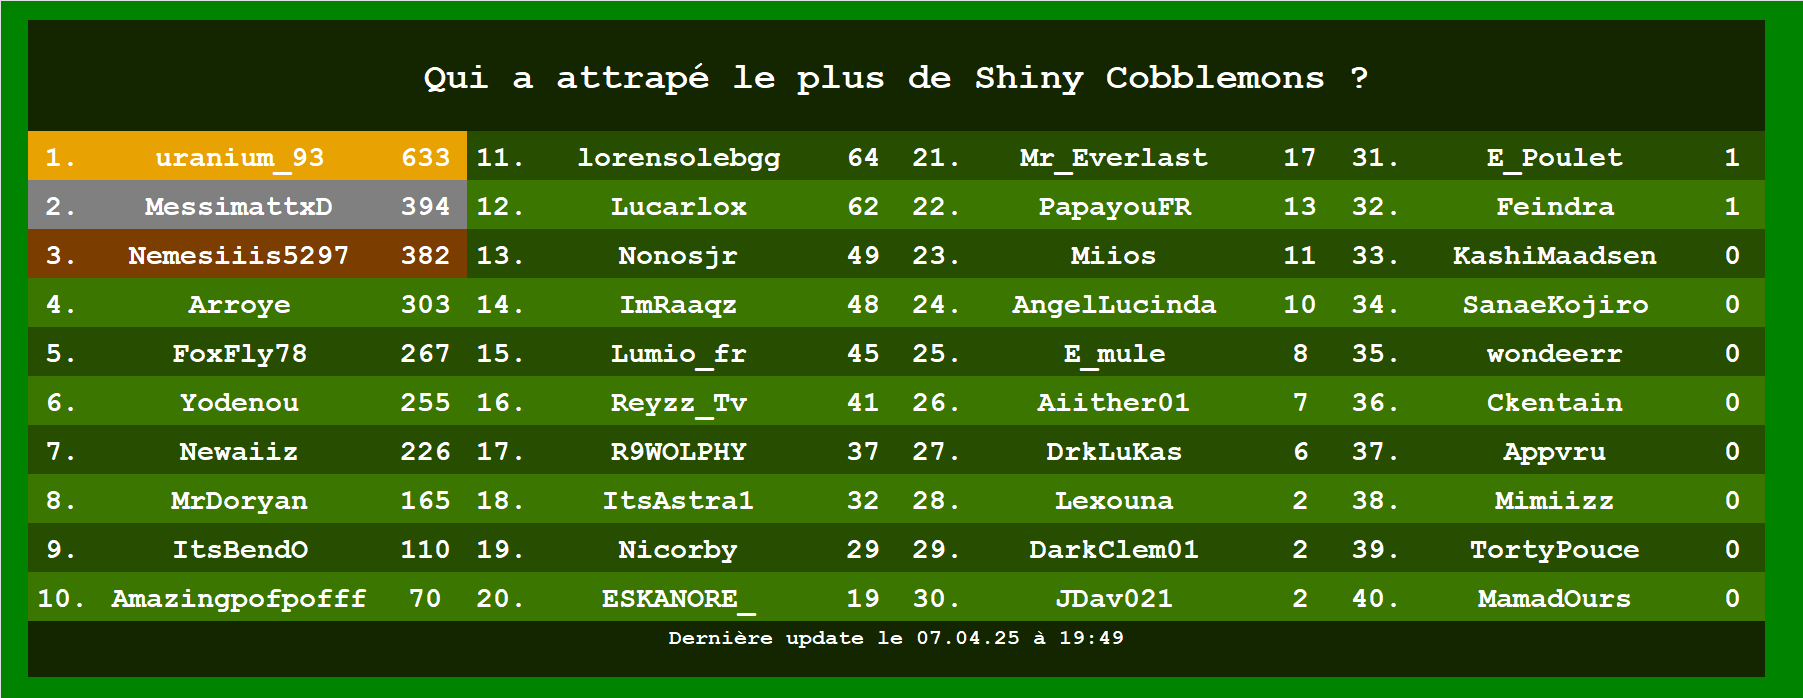 Qui a attrapé le plus de Shiny Cobblemons ?
1. uranium_93 633 11. lorensolebgg 64 21. Mr_Everlast 17 31. E_Poulet 1
2. MessimattxD 394 12. Lucarlox 62 22. PapayouFR 13 32. Feindra 1
3. Nemesiiis5297 382 13. Nonosjr 49 23. Miios 11 33. KashiMaadsen 0
4. Arroye 303 14. ImRaaqz 48 24. AngelLucinda 10 34. SanaeKojiro 0
5. FoxFly78 267 15. Lumio_fr 45 25. E_mule 8 35. wondeerr 0
6. Yodenou 255 16. Reyzz_Tv 41 26. Aiither01 7 36. Ckentain 0
7. Newaiiz 226 17. R9WOLPHY 37 27. DrkLuKas 6 37. Appvru 0
8. MrDoryan 165 18. ItsAstra1 32 28. Lexouna 2 38. Mimiizz 0
9. ItsBendO 110 19. Nicorby 29 29. DarkClem01 2 39. TortyPouce 0
10. Amazingpofpofff 70 20. ESKANORE_ 19 30. JDav021 2 40. MamadOurs 0
Dernière update le 07.04.25 à 19:49